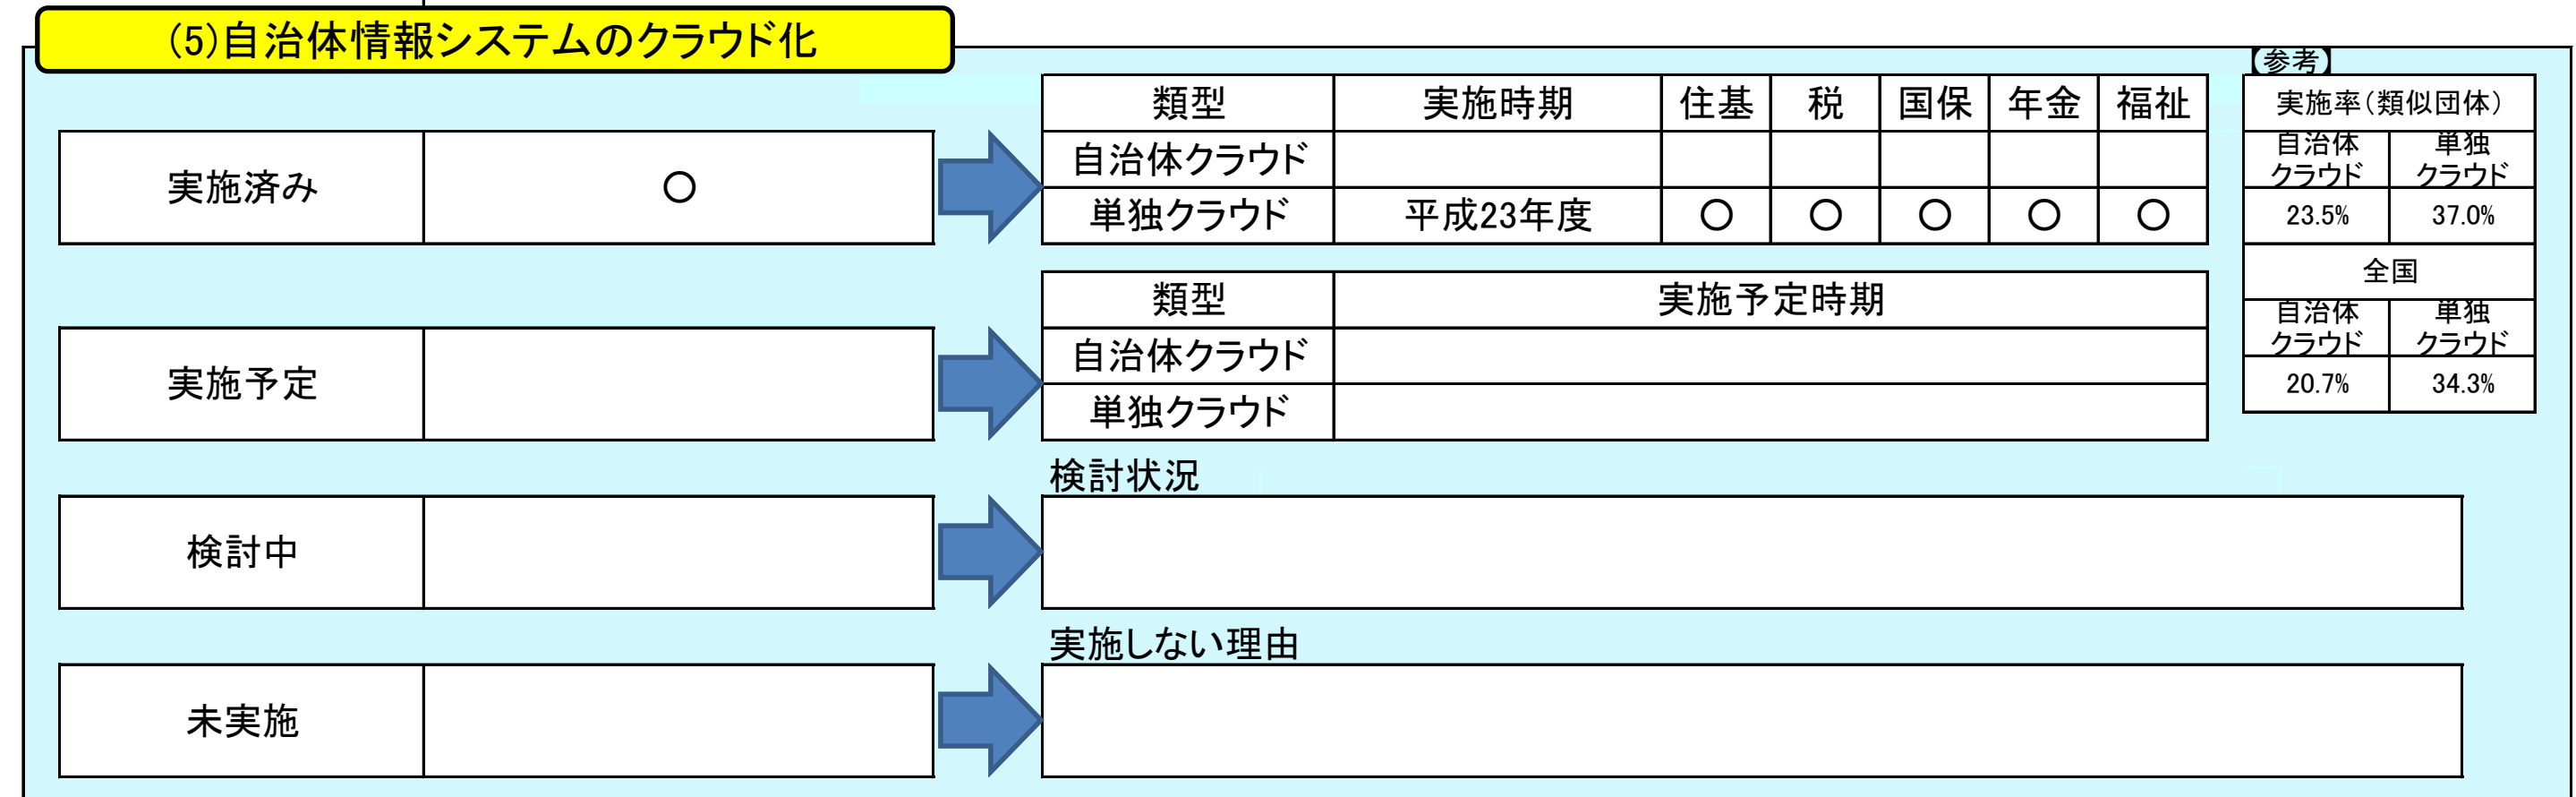 (5)自治体情報システムのクラウド化
【参考】
類型 実施時期 住基 税 国保 年金 福祉
自治体クラウド
単独クラウド 平成23年度 〇 〇 〇 〇 〇
実施済み 〇
実施率(類似団体)
自治体クラウド 単独クラウド
23.5% 37.0%
全国
自治体クラウド 単独クラウド
20.7% 34.3%
類型 実施予定時期
自治体クラウド
単独クラウド
実施予定
検討状況
検討中
実施しない理由
未実施